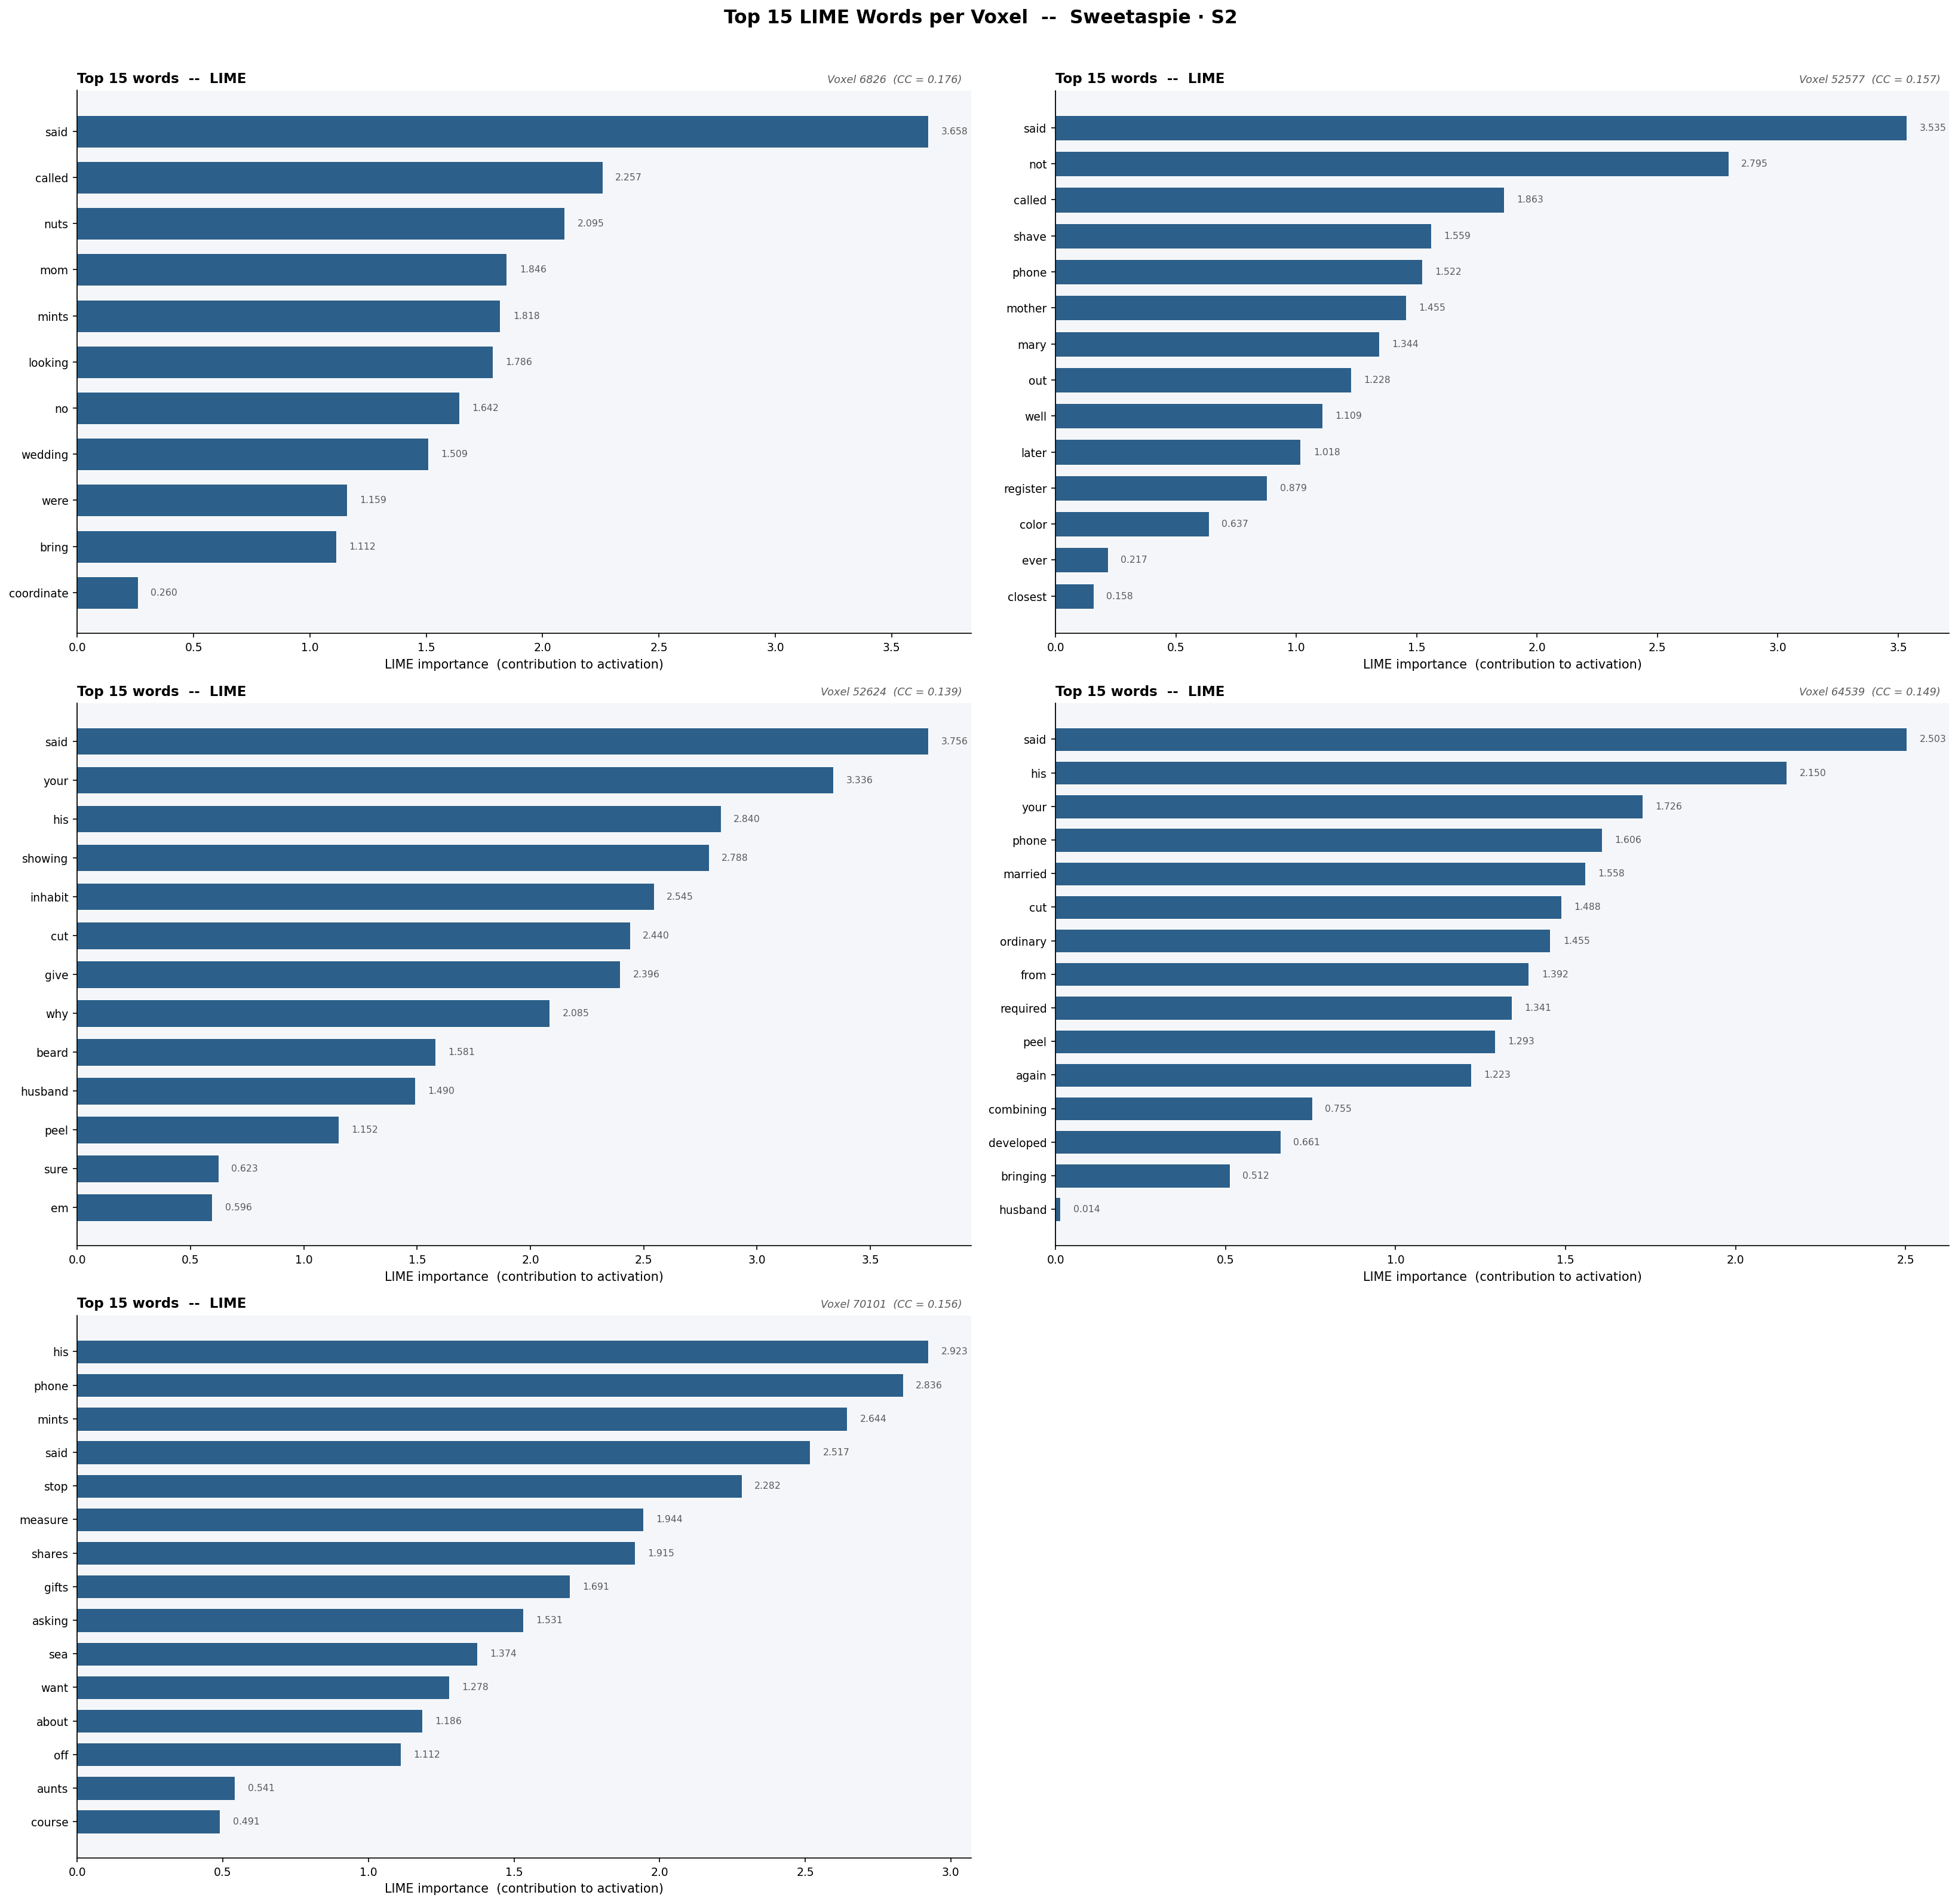 Top 15 LIME Words per Voxel  --  Sweetaspie · S2
Top 15 words  --  LIME
Voxel 6826  (CC = 0.176)
said 3.658
called 2.257
nuts 2.095
mom 1.846
mints 1.818
looking 1.786
no 1.642
wedding 1.509
were 1.159
bring 1.112
coordinate 0.260
0.0 0.5 1.0 1.5 2.0 2.5 3.0 3.5
LIME importance  (contribution to activation)
Top 15 words  --  LIME
Voxel 52577  (CC = 0.157)
said 3.535
not 2.795
called 1.863
shave 1.559
phone 1.522
mother 1.455
mary 1.344
out 1.228
well 1.109
later 1.018
register 0.879
color 0.637
ever 0.217
closest 0.158
0.0 0.5 1.0 1.5 2.0 2.5 3.0 3.5
LIME importance  (contribution to activation)
Top 15 words  --  LIME
Voxel 52624  (CC = 0.139)
said 3.756
your 3.336
his 2.840
showing 2.788
inhabit 2.545
cut 2.440
give 2.396
why 2.085
beard 1.581
husband 1.490
peel 1.152
sure 0.623
em 0.596
0.0 0.5 1.0 1.5 2.0 2.5 3.0 3.5
LIME importance  (contribution to activation)
Top 15 words  --  LIME
Voxel 64539  (CC = 0.149)
said 2.503
his 2.150
your 1.726
phone 1.606
married 1.558
cut 1.488
ordinary 1.455
from 1.392
required 1.341
peel 1.293
again 1.223
combining 0.755
developed 0.661
bringing 0.512
husband 0.014
0.0 0.5 1.0 1.5 2.0 2.5
LIME importance  (contribution to activation)
Top 15 words  --  LIME
Voxel 70101  (CC = 0.156)
his 2.923
phone 2.836
mints 2.644
said 2.517
stop 2.282
measure 1.944
shares 1.915
gifts 1.691
asking 1.531
sea 1.374
want 1.278
about 1.186
off 1.112
aunts 0.541
course 0.491
0.0 0.5 1.0 1.5 2.0 2.5 3.0
LIME importance  (contribution to activation)